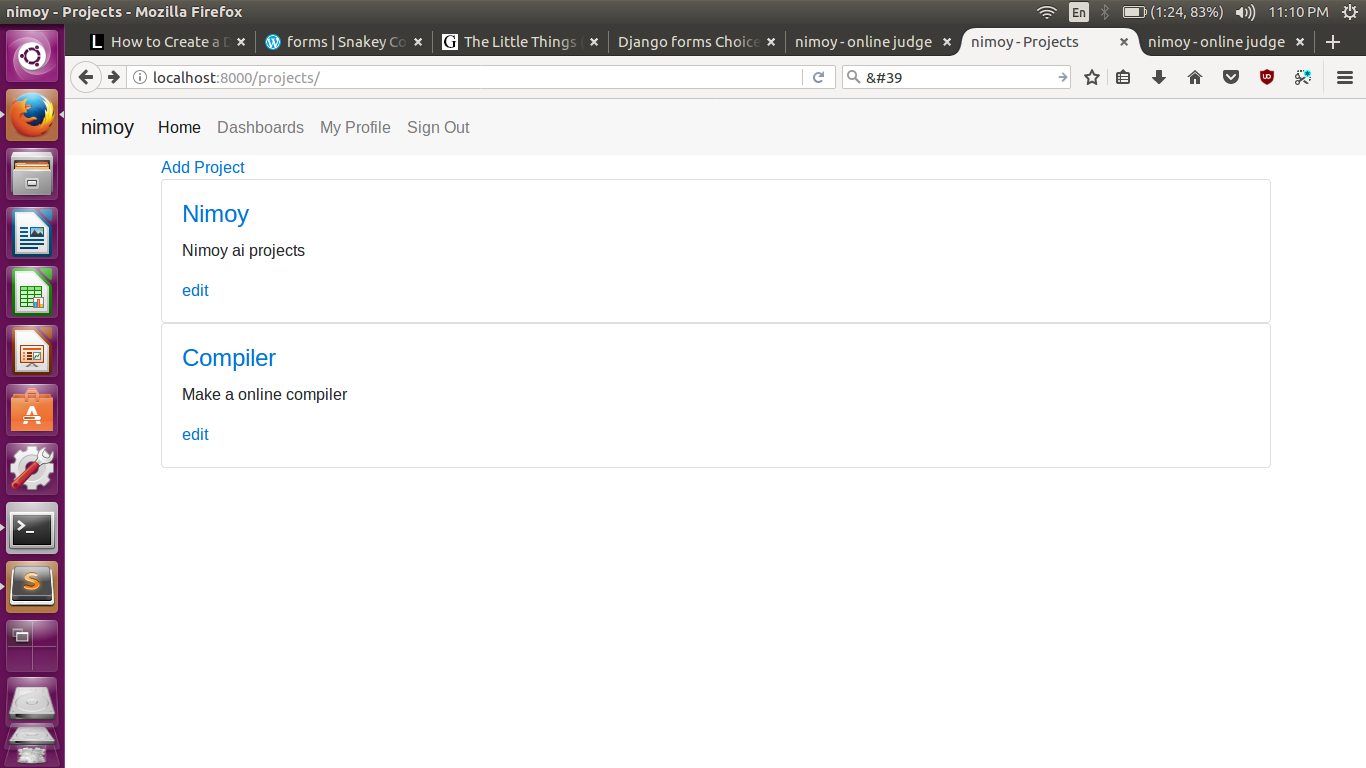 nimoy - Projects - Mozilla Firefox
En
(1:24, 83%)
11:10 PM
L
How to Create a D
forms | Snakey Co
G
The Little Things
Django forms Choice
nimoy - online judge
nimoy - Projects
nimoy - online judge
localhost:8000/projects/
&#39
nimoy
Home
Dashboards
My Profile
Sign Out
Add Project
Nimoy
Nimoy ai projects
edit
Compiler
Make a online compiler
edit